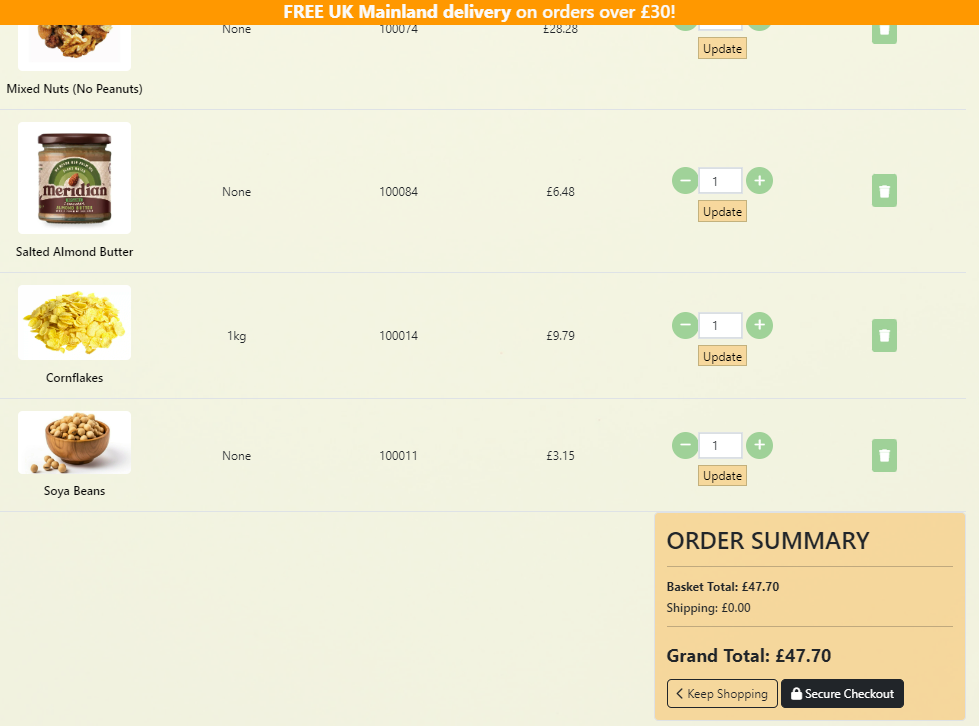 FREE UK Mainland delivery on orders over £30!
None 100074 £28.28
Update
Mixed Nuts (No Peanuts)
Meridian
ALMOND BUTTER
None 100084 £6.48 − 1 +
Update
Salted Almond Butter
1kg 100014 £9.79 − 1 +
Update
Cornflakes
None 100011 £3.15 − 1 +
Update
Soya Beans
ORDER SUMMARY
Basket Total: £47.70
Shipping: £0.00
Grand Total: £47.70
Keep Shopping Secure Checkout